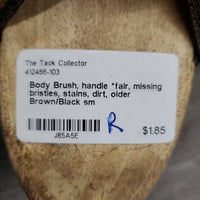 The Tack Collector
412466-103
Body Brush, handle *fair, missing
bristles, stains, dirt, older
Brown/Black sm
J85A5E
R
$1.85